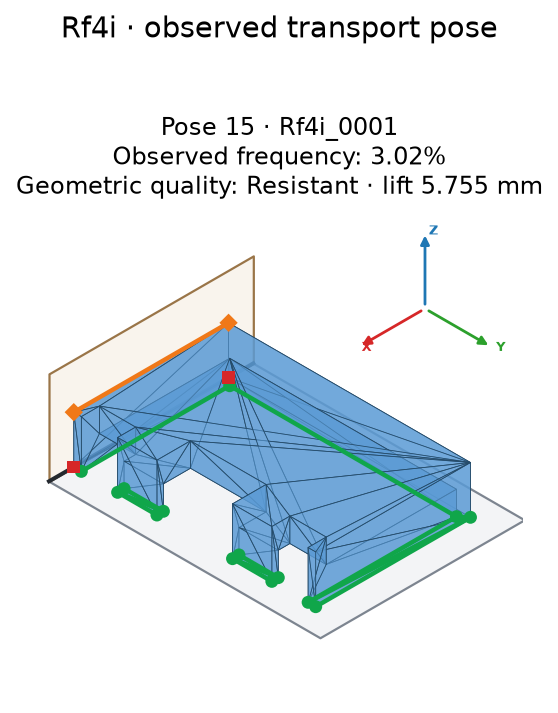 Rf4i · observed transport pose
Pose 15 · Rf4i_0001
Observed frequency: 3.02%
Geometric quality: Resistant · lift 5.755 mm
Z
X
Y